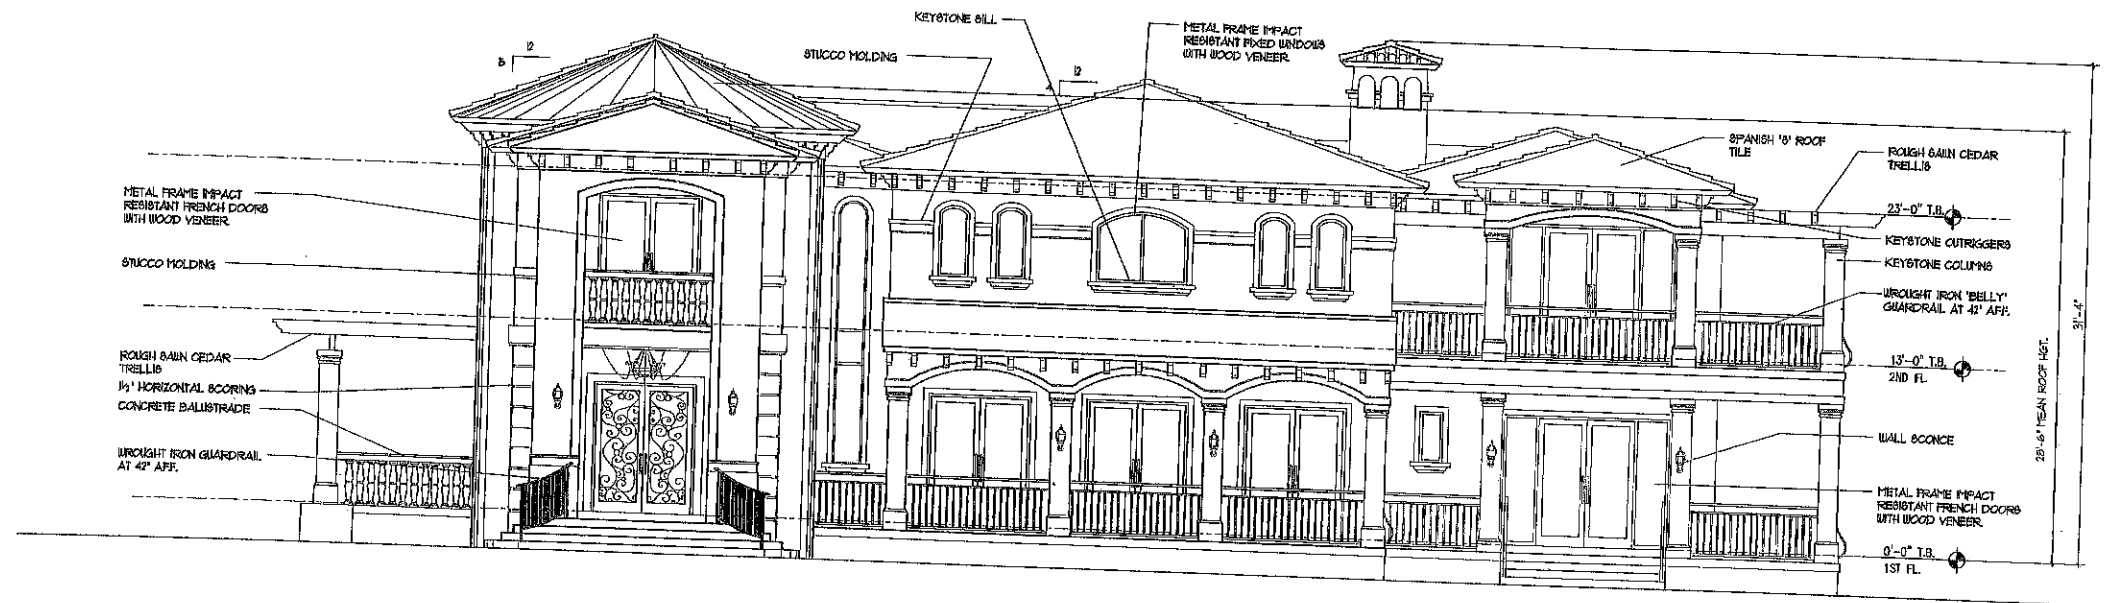 KEYSTONE SILL
METAL FRAME IMPACT
RESISTANT FIXED WINDOWS
WITH WOOD VENEER
12
5
STUCCO MOLDING
12
4
SPANISH 'S' ROOF
TILE
ROUGH SAWN CEDAR
TRELLIS
METAL FRAME IMPACT
RESISTANT FRENCH DOORS
WITH WOOD VENEER
23'-0" T.B.
KEYSTONE OUTRIGGERS
STUCCO MOLDING
KEYSTONE COLUMNS
WROUGHT IRON 'BELLY'
GUARDRAIL AT 42" AFF.
31'-4"
ROUGH SAWN CEDAR
TRELLIS
13'-0" T.B.
2ND FL.
1½" HORIZONTAL SCORING
CONCRETE BALUSTRADE
28'-6" MEAN ROOF HGT.
WALL SCONCE
WROUGHT IRON GUARDRAIL
AT 42" AFF.
METAL FRAME IMPACT
RESISTANT FRENCH DOORS
WITH WOOD VENEER
0'-0" T.B.
1ST FL.